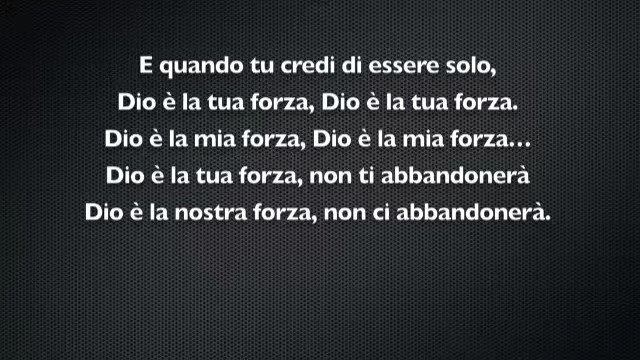 E quando tu credi di essere solo,
Dio è la tua forza, Dio è la tua forza.
Dio è la mia forza, Dio è la mia forza…
Dio è la tua forza, non ti abbandonerà
Dio è la nostra forza, non ci abbandonerà.